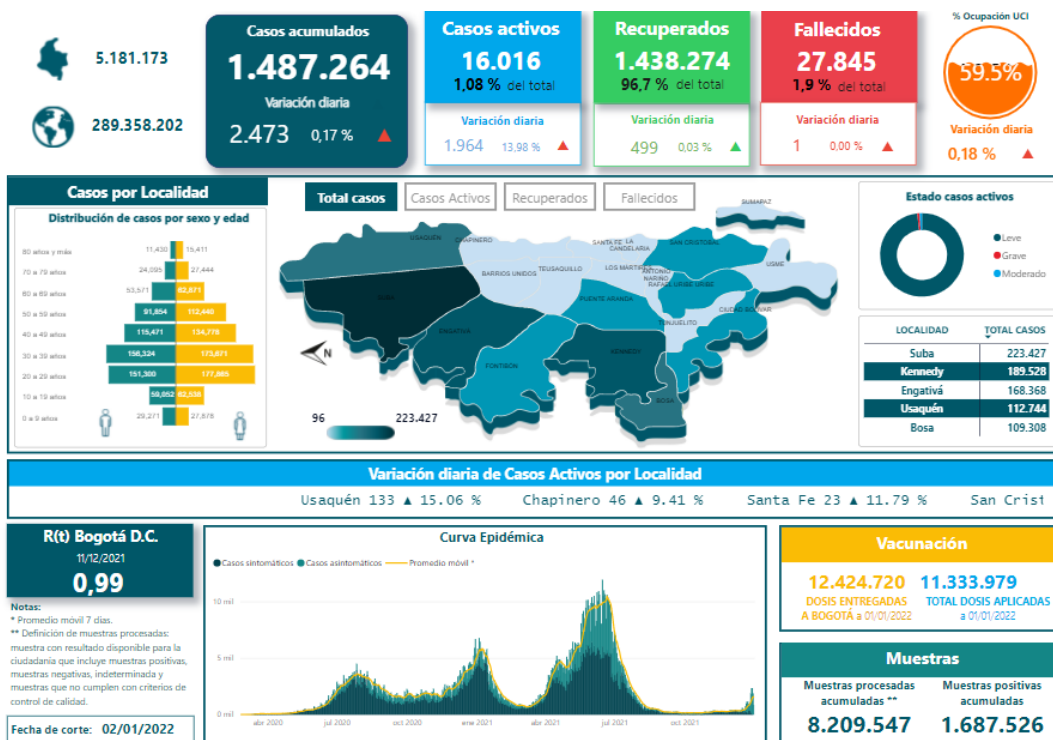 5.181.173
289.358.202
Casos acumulados
1.487.264
Variación diaria
2.473 0,17 %
Casos activos
16.016
1,08 % del total
Variación diaria
1.964 13,98 %
Recuperados
1.438.274
96,7 % del total
Variación diaria
499 0,03 %
Fallecidos
27.845
1,9 % del total
Variación diaria
1 0,00 %
% Ocupación UCI
59.5%
Variación diaria
0,18 %
Casos por Localidad
Distribución de casos por sexo y edad
80 años y más 11,430 15,411
70 a 79 años 24,095 27,444
60 a 69 años 53,571 62,571
50 a 59 años 91,854 112,440
40 a 49 años 115,471 134,778
30 a 39 años 156,324 173,671
20 a 29 años 151,300 177,885
10 a 19 años 59,052 62,536
0 a 9 años 29,271 27,878
Total casos
Casos Activos
Recuperados
Fallecidos
SUMAPAZ
USAQUEN
CHAPINERO
SANTA FE
LA CANDELARIA
SAN CRISTOBAL
BARRIOS UNIDOS
TEUSAQUILLO
LOS MARTIRES
ANTONIO NARIÑO
RAFAEL URIBE URIBE
USME
SUBA
PUENTE ARANDA
CIUDAD BOLIVAR
ENGATIVA
TUNJUELITO
FONTIBON
KENNEDY
BOSA
N
96 223.427
Estado casos activos
Leve
Grave
Moderado
LOCALIDAD TOTAL CASOS
Suba 223.427
Kennedy 189.528
Engativá 168.368
Usaquén 112.744
Bosa 109.308
Variación diaria de Casos Activos por Localidad
Usaquén 133 ▲ 15.06 % Chapinero 46 ▲ 9.41 % Santa Fe 23 ▲ 11.79 % San Crist
R(t) Bogotá D.C.
11/12/2021
0,99
Notas:
* Promedio móvil 7 dias.
** Definición de muestras procesadas:
muestra con resultado disponible para la
ciudadania que incluye muestras positivas,
muestras negativas, indeterminada y
muestras que no cumplen con criterios de
control de calidad.
Fecha de corte: 02/01/2022
Curva Epidémica
Casos sintomáticos Casos asintomáticos Promedio móvil *
10 mil
5 mil
0 mil
abr 2020 jul 2020 oct 2020 ene 2021 abr 2021 jul 2021 oct 2021
Vacunación
12.424.720 11.333.979
DOSIS ENTREGADAS TOTAL DOSIS APLICADAS
A BOGOTÁ a 01/01/2022 a 01/01/2022
Muestras
Muestras procesadas Muestras positivas
acumuladas ** acumuladas
8.209.547 1.687.526